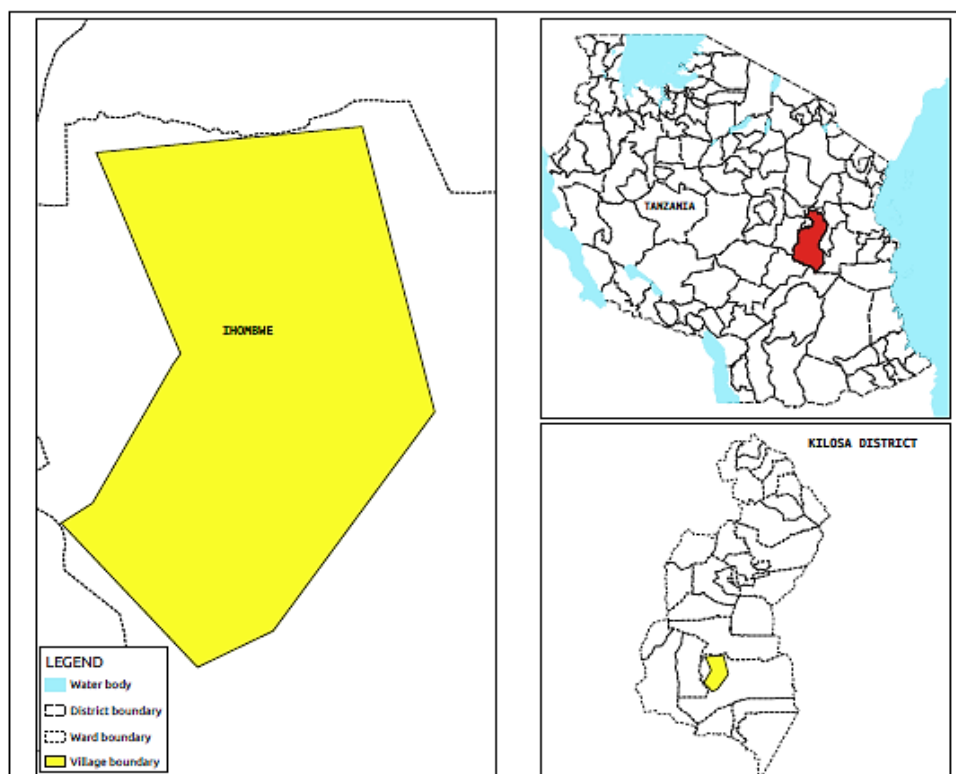 IHOMBWE
LEGEND
Water body
District boundary
Ward boundary
Village boundary
TANZANIA
KILOSA DISTRICT